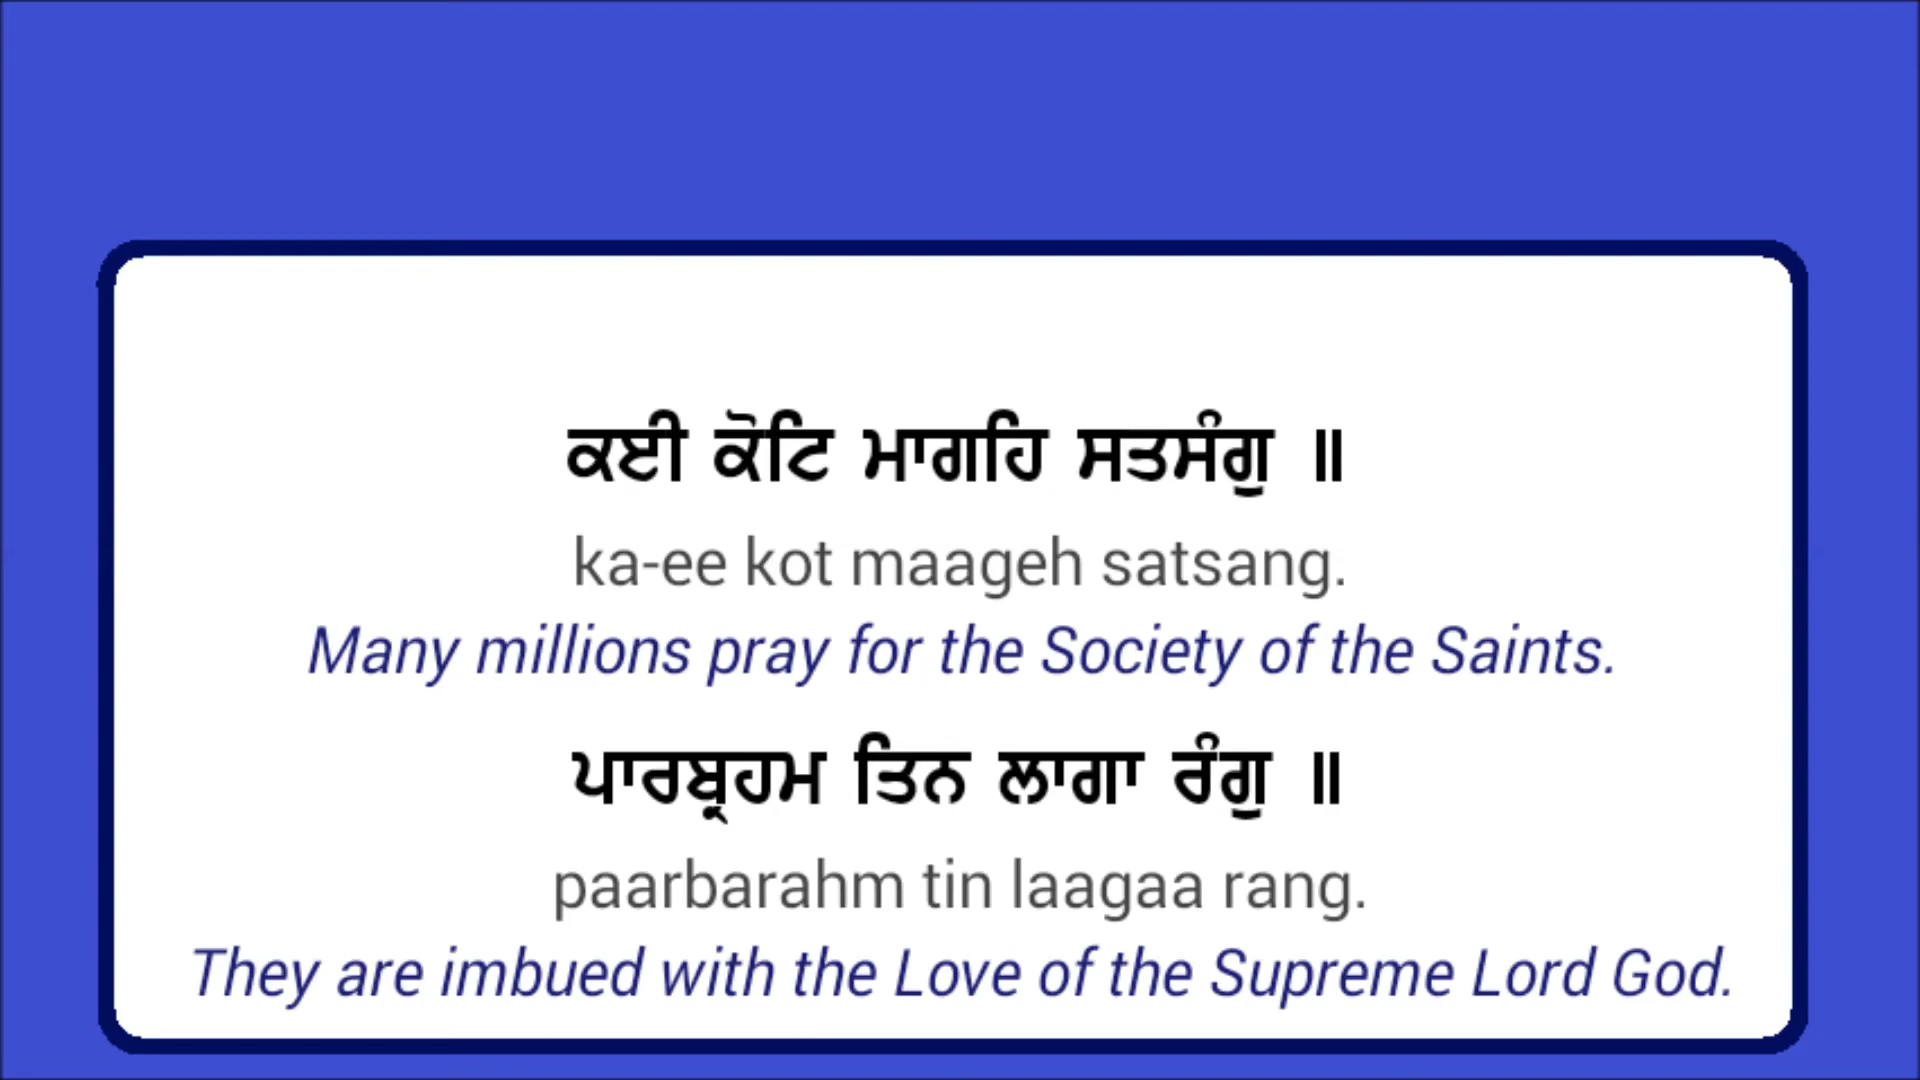 ਕਈ ਕੋਟਿ ਮਾਗਹਿ ਸਤਸੰਗੁ ॥
ka-ee kot maageh satsang.
Many millions pray for the Society of the Saints.
ਪਾਰਬ੍ਰਹਮ ਤਿਨ ਲਾਗਾ ਰੰਗੁ ॥
paarbarahm tin laagaa rang.
They are imbued with the Love of the Supreme Lord God.